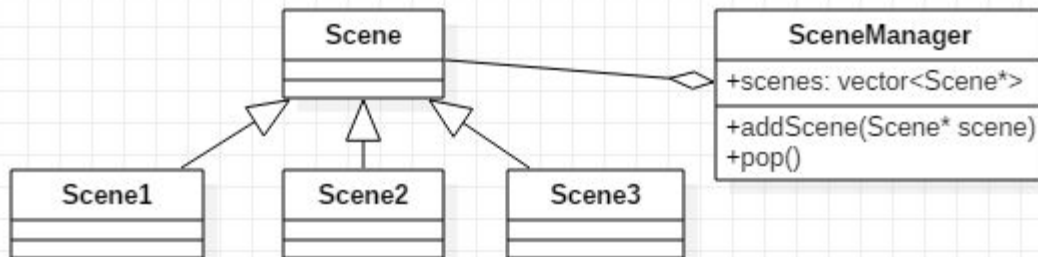 Scene
SceneManager
+scenes: vector<Scene*>
+addScene(Scene* scene)
+pop()
Scene1
Scene2
Scene3